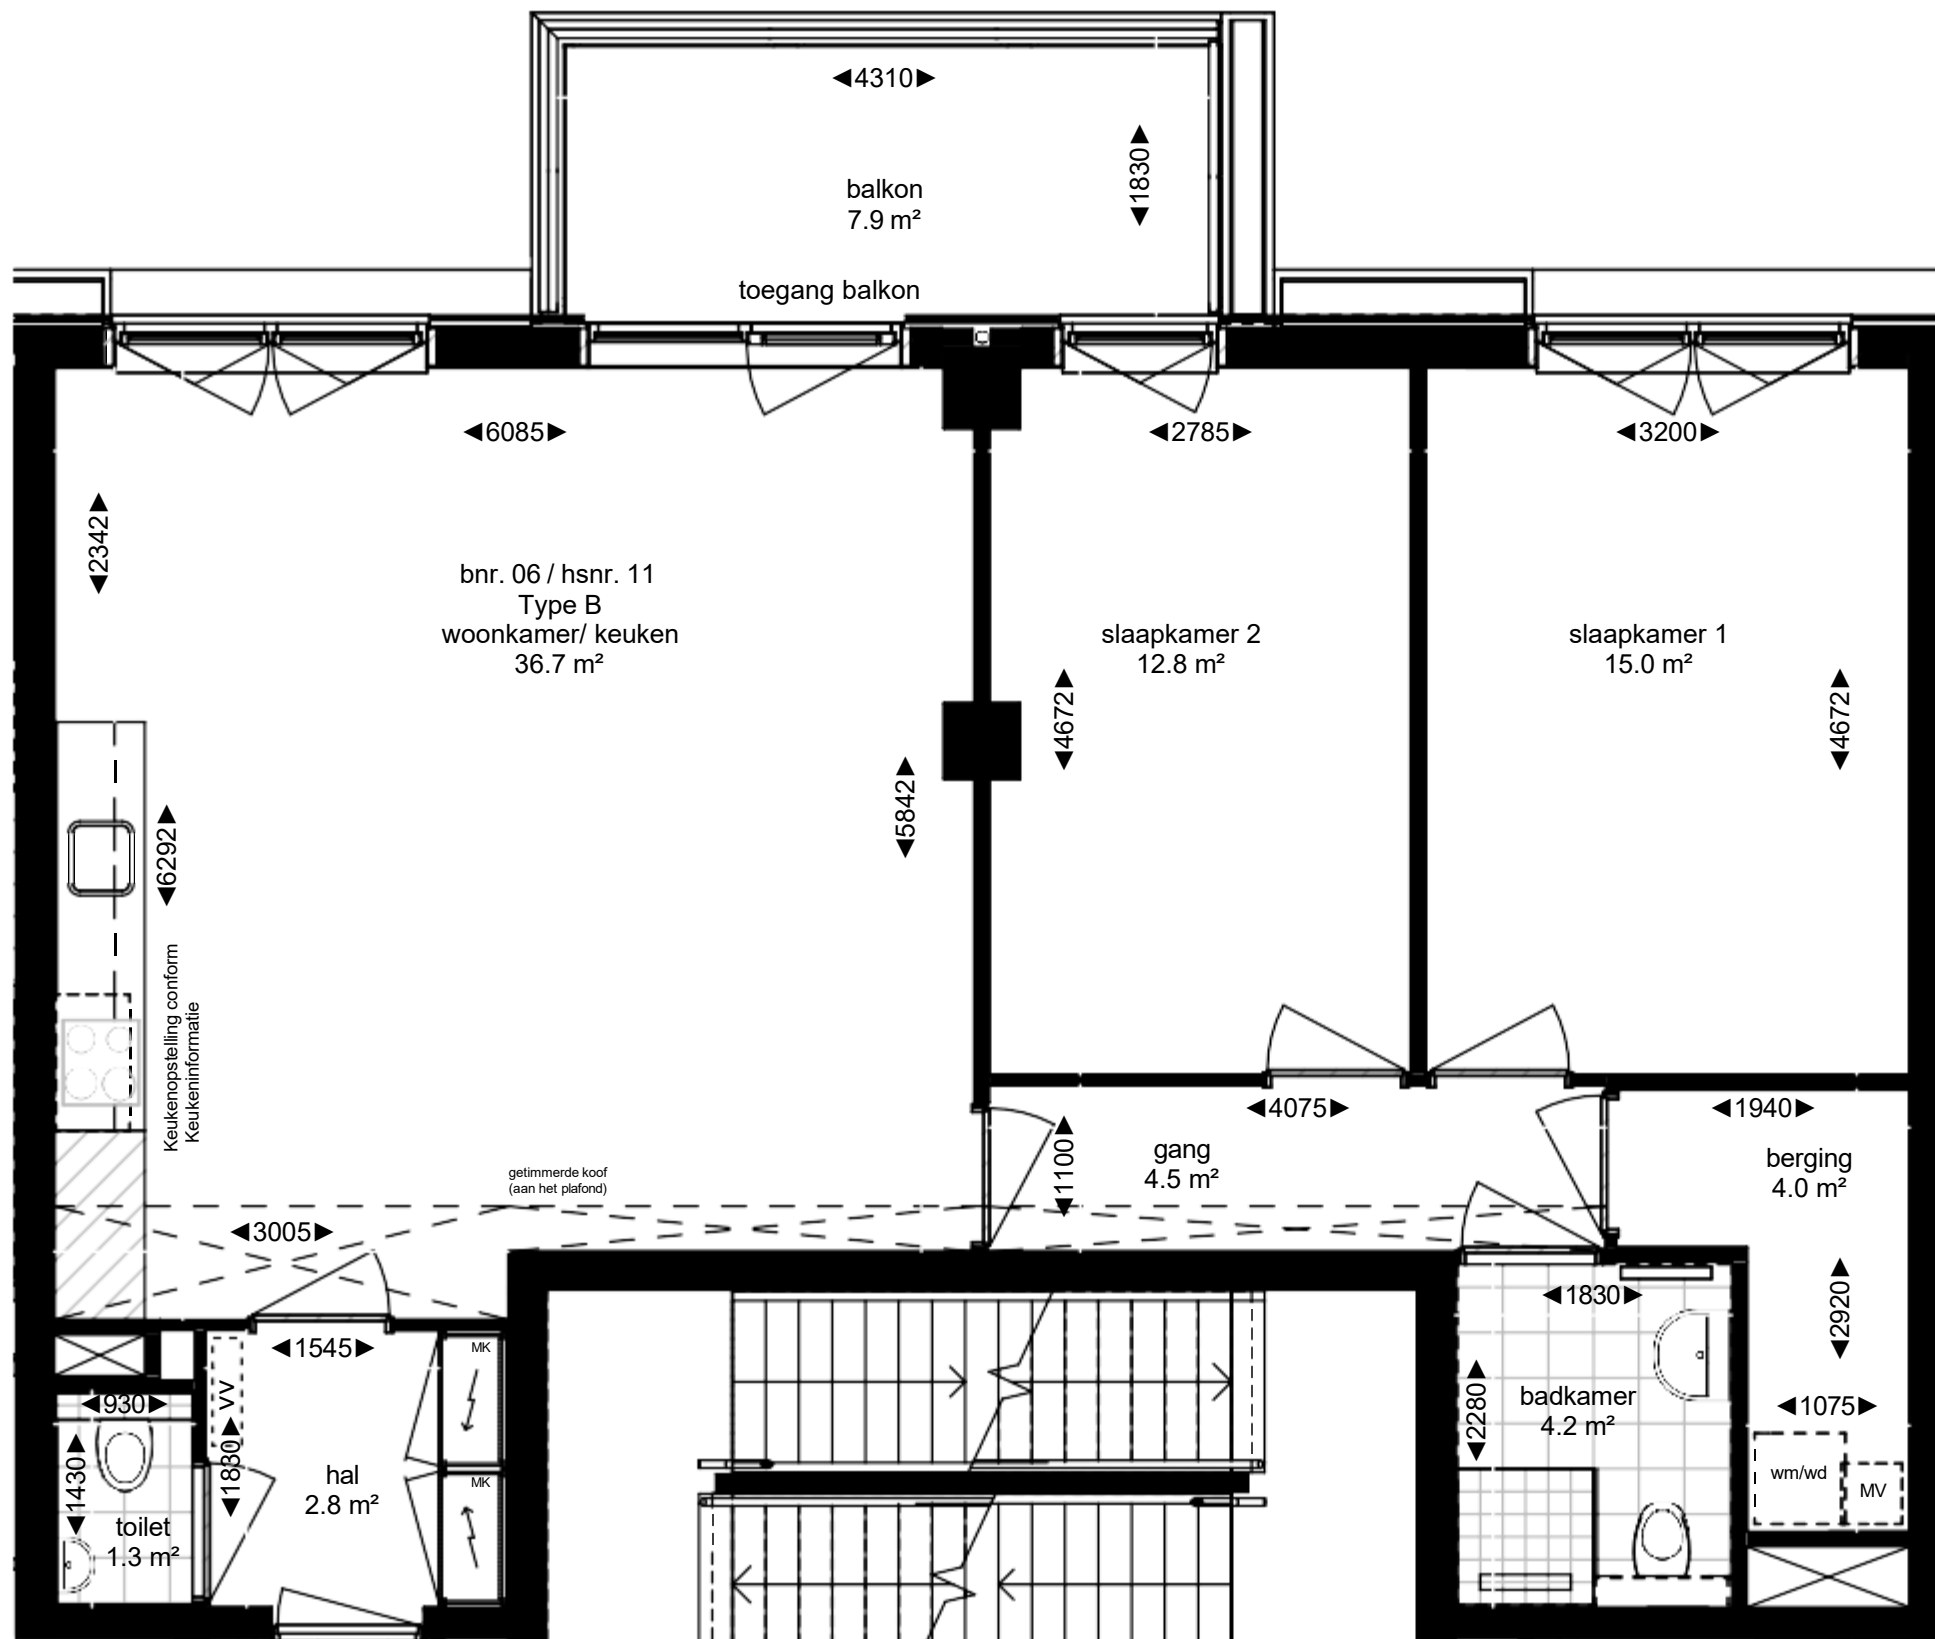 ◄4310►
◄1830►
balkon
7.9 m²
toegang balkon
◄6085►
◄2785►
◄3200►
◄2342►
bnr. 06 / hsnr. 11
Type B
woonkamer/ keuken
36.7 m²
slaapkamer 2
12.8 m²
slaapkamer 1
15.0 m²
◄4672►
◄4672►
◄5842►
◄6292►
Keukenopstelling conform
Keukeninformatie
◄4075►
◄1940►
◄1100►
gang
4.5 m²
berging
4.0 m²
getimmerde koof
(aan het plafond)
◄3005►
◄1830►
◄2920►
◄1545►
MK
VV
◄930►
◄2280►
badkamer
4.2 m²
◄1075►
◄1430►
◄1830►
hal
2.8 m²
MK
wm/wd
MV
toilet
1.3 m²